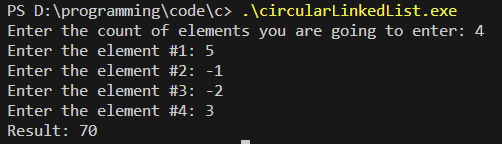 PS D:\programming\code\c> .\circularLinkedList.exe
Enter the count of elements you are going to enter: 4
Enter the element #1: 5
Enter the element #2: -1
Enter the element #3: -2
Enter the element #4: 3
Result: 70